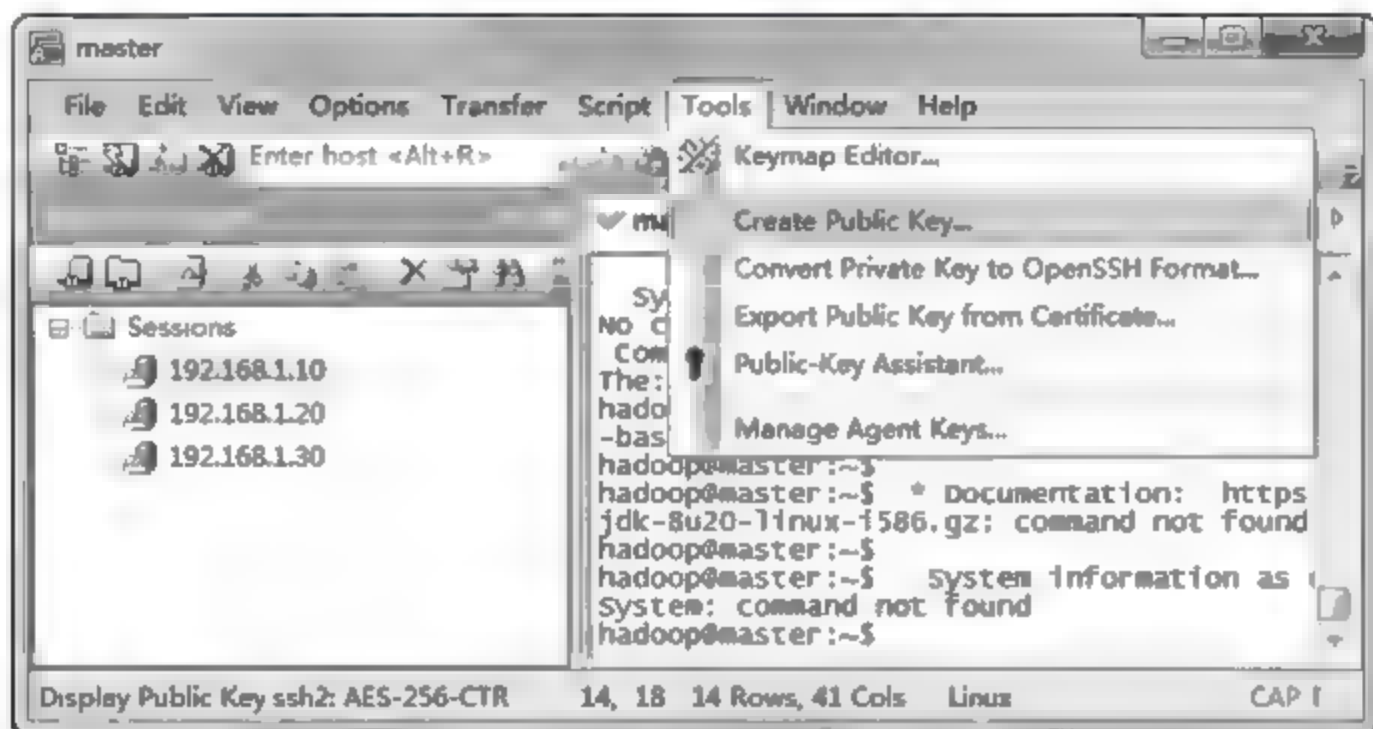 master
File Edit View Options Transfer Script Tools Window Help
Enter host <Alt+R>
Keymap Editor...
Create Public Key...
Convert Private Key to OpenSSH Format...
Export Public Key from Certificate...
Public-Key Assistant...
Manage Agent Keys...
Sessions
192.168.1.10
192.168.1.20
192.168.1.30
ma
Sy
No c
Com
The:
hado
-bas
hadoop@master:~$
hadoop@master:~$ * Documentation: https
jdk-8u20-linux-i586.gz: command not found
hadoop@master:~$
hadoop@master:~$ System information as
System: command not found
hadoop@master:~$
Display Public Key ssh2: AES-256-CTR 14, 18 14 Rows, 41 Cols Linux CAP